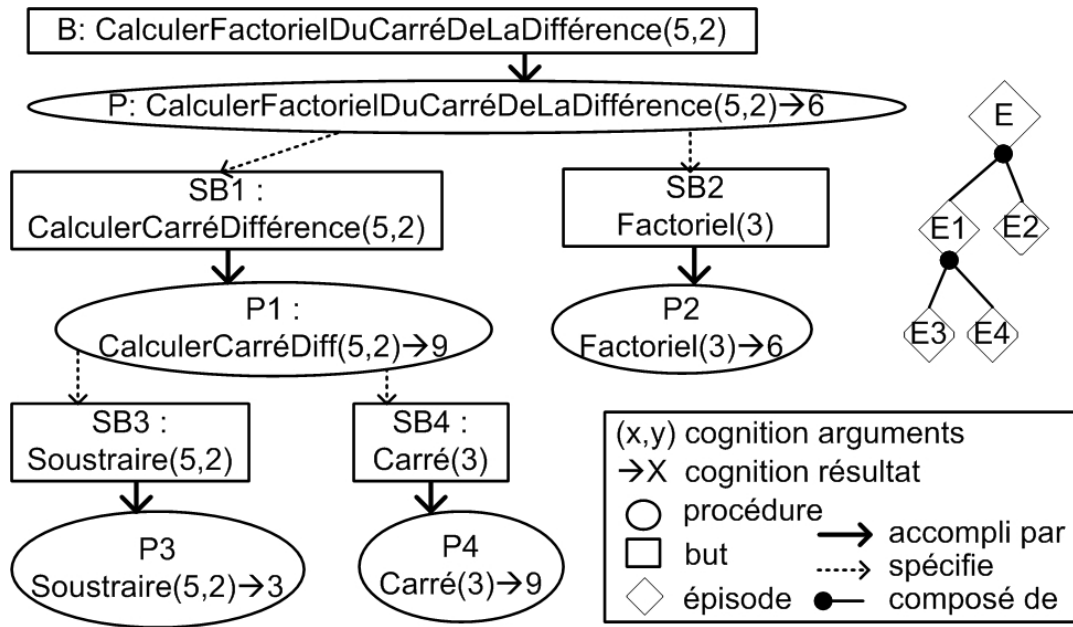 B: CalculerFactorielDuCarréDeLaDifférence(5,2)
P: CalculerFactorielDuCarréDeLaDifférence(5,2)→6
SB1 :
CalculerCarréDifférence(5,2)
SB2
Factoriel(3)
P1 :
CalculerCarréDiff(5,2)→9
P2
Factoriel(3)→6
SB3 :
Soustraire(5,2)
SB4 :
Carré(3)
P3
Soustraire(5,2)→3
P4
Carré(3)→9
E
E1
E2
E3
E4
(x,y) cognition arguments
→X cognition résultat
procédure
but
épisode
accompli par
spécifie
composé de